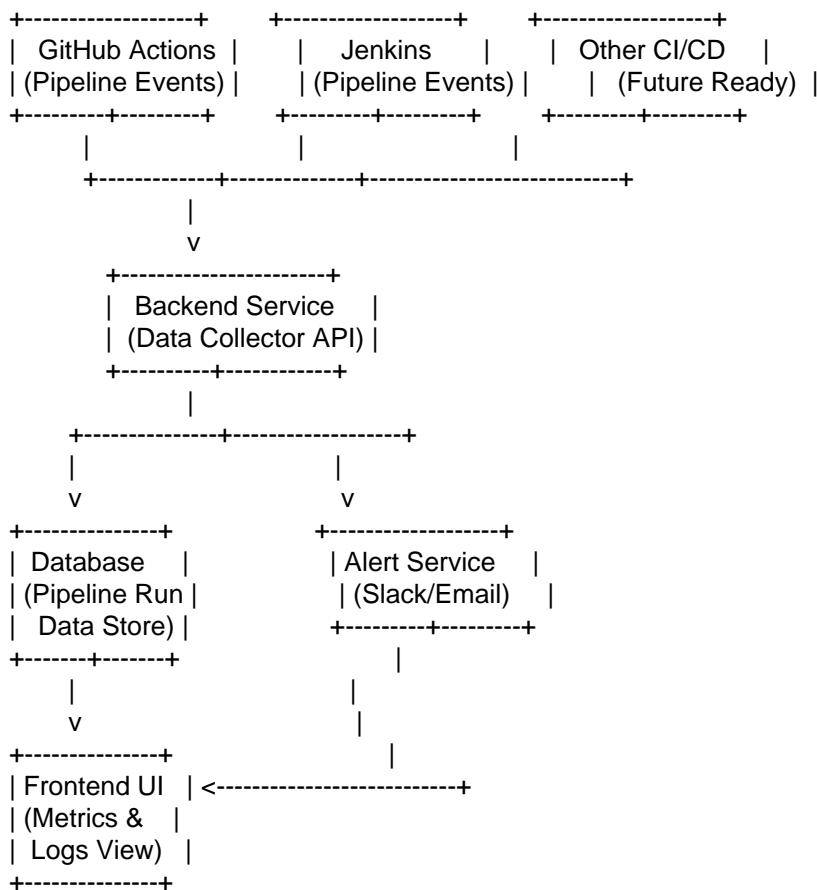 GitHub Actions Jenkins Other CI/CD
(Pipeline Events) (Pipeline Events) (Future Ready)
Backend Service
(Data Collector API)
Database Alert Service
(Pipeline Run (Slack/Email)
Data Store)
Frontend UI
(Metrics &
Logs View)